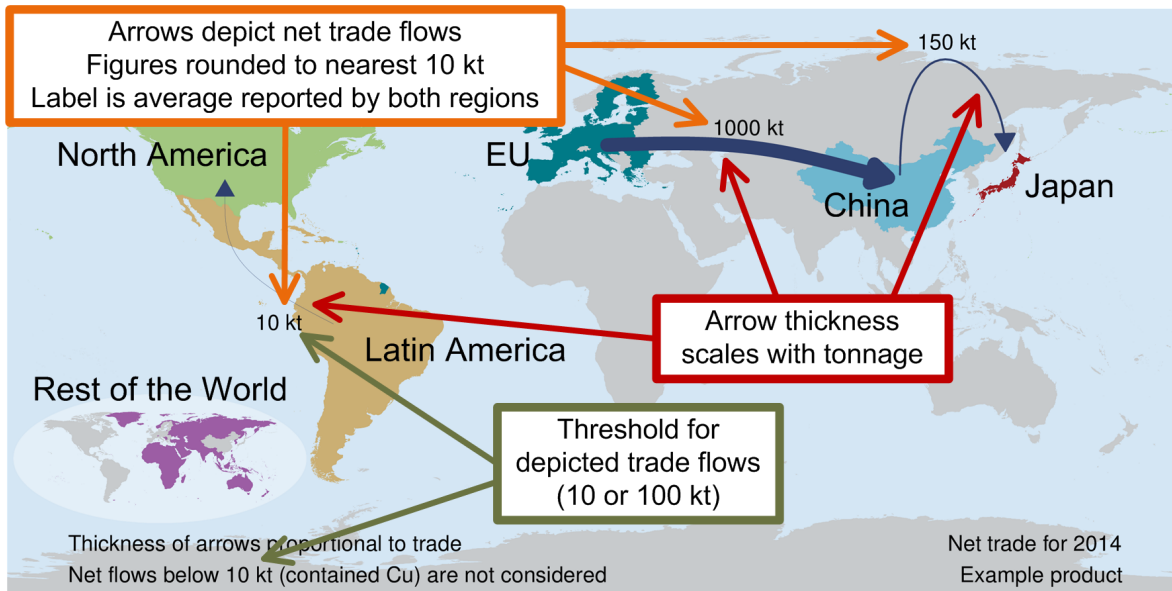 Arrows depict net trade flows
Figures rounded to nearest 10 kt
Label is average reported by both regions
150 kt
1000 kt
North America
EU
China
Japan
10 kt
Latin America
Arrow thickness
scales with tonnage
Rest of the World
Threshold for
depicted trade flows
(10 or 100 kt)
Thickness of arrows proportional to trade
Net flows below 10 kt (contained Cu) are not considered
Net trade for 2014
Example product